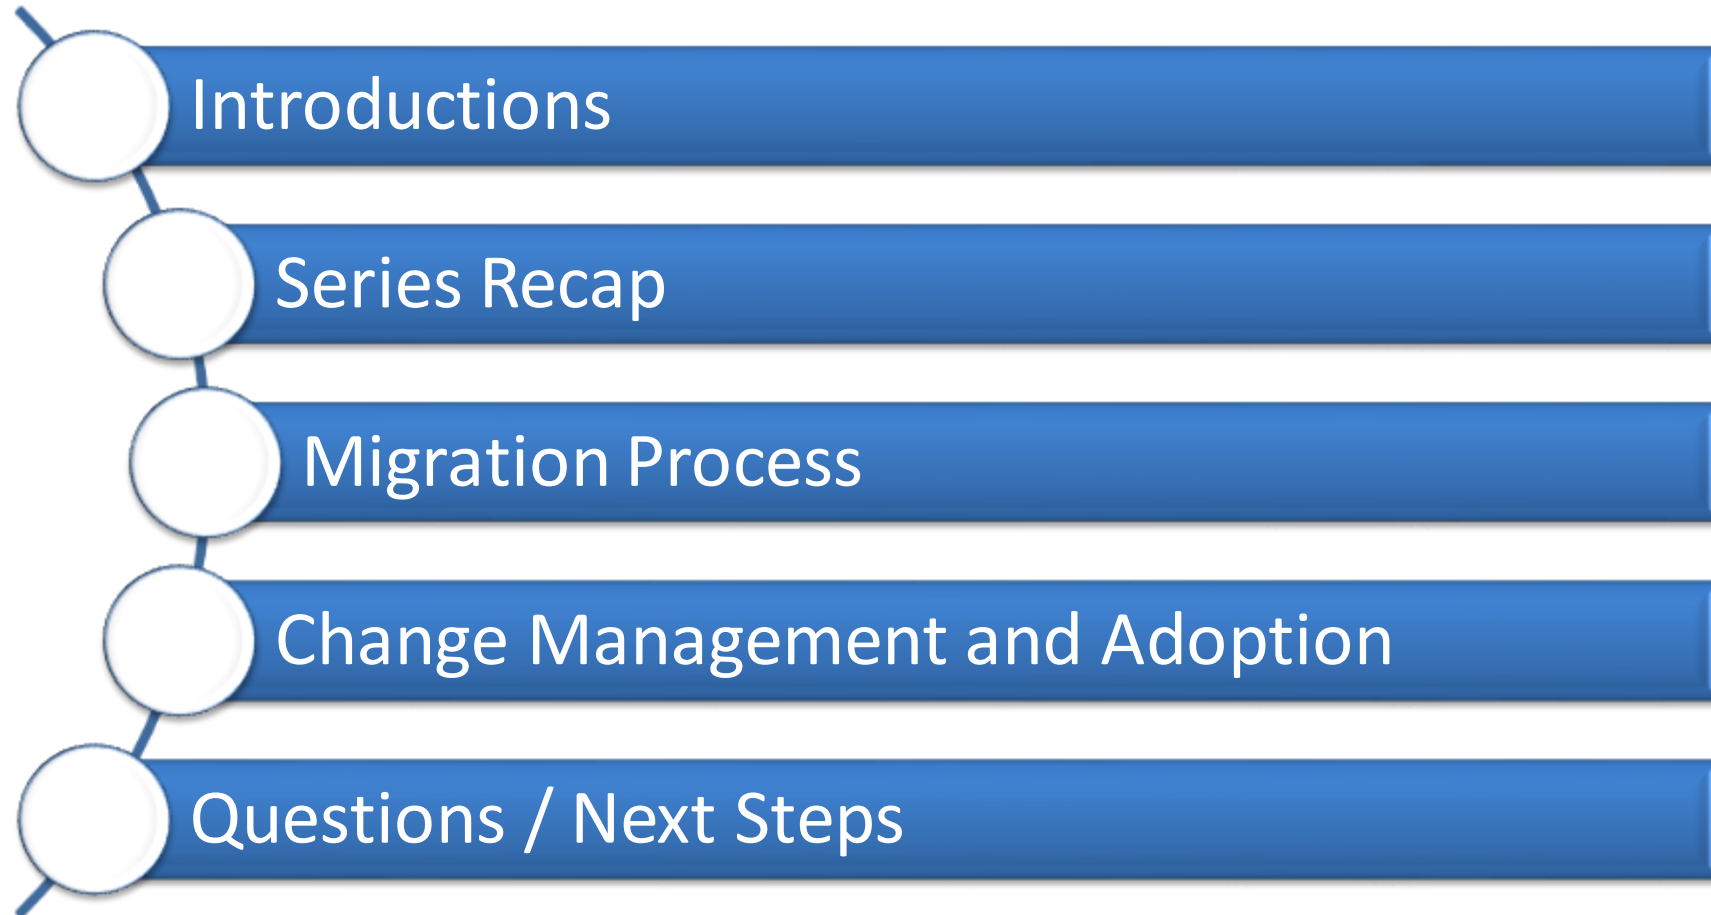 Introductions
Series Recap
Migration Process
Change Management and Adoption
Questions / Next Steps